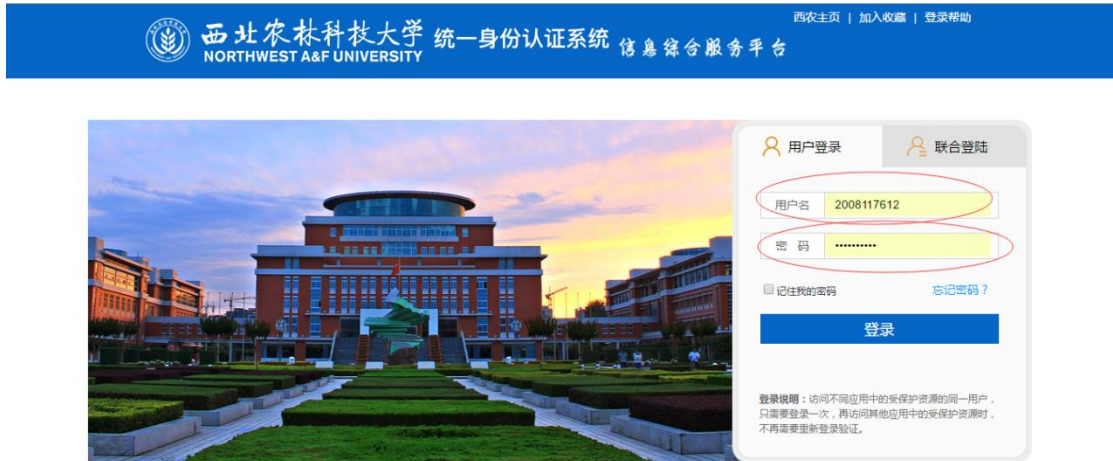 西农主页 | 加入收藏 | 登录帮助
西北农林科技大学 统一身份认证系统 信息综合服务平台
NORTHWEST A&F UNIVERSITY
用户登录 联合登陆
用户名 2008117612
密 码 ••••••••••
记住我的密码 忘记密码？
登录
登录说明：访问不同应用中的受保护资源的同一用户，
只需要登录一次，再访问其他应用中的受保护资源时，
不再需要重新登录验证。